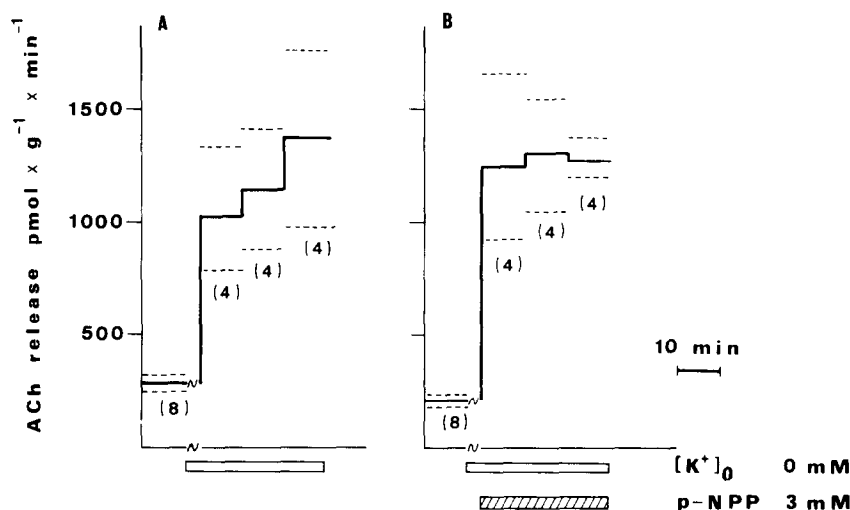 A
B
ACh release pmol × g⁻¹ × min⁻¹
1500
1000
500
(8)
(4)
(4)
(4)
(8)
(4)
(4)
(4)
10 min
[K⁺]₀ 0 mM
p-NPP 3 mM